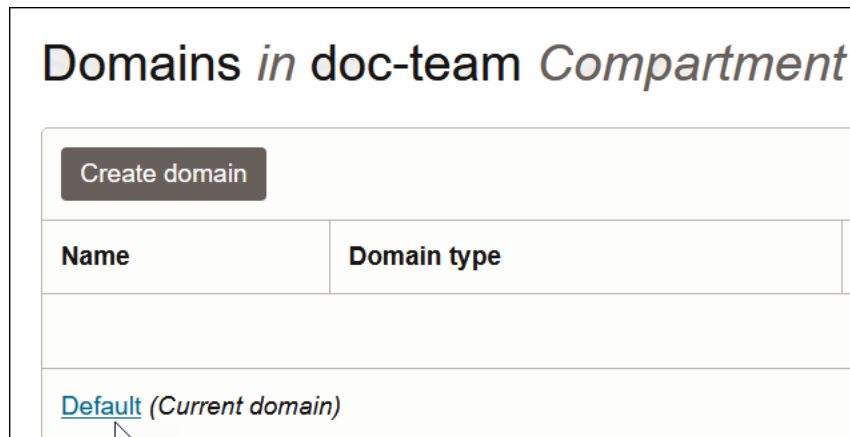 Domains in doc-team Compartment
Create domain
Name Domain type
Default (Current domain)